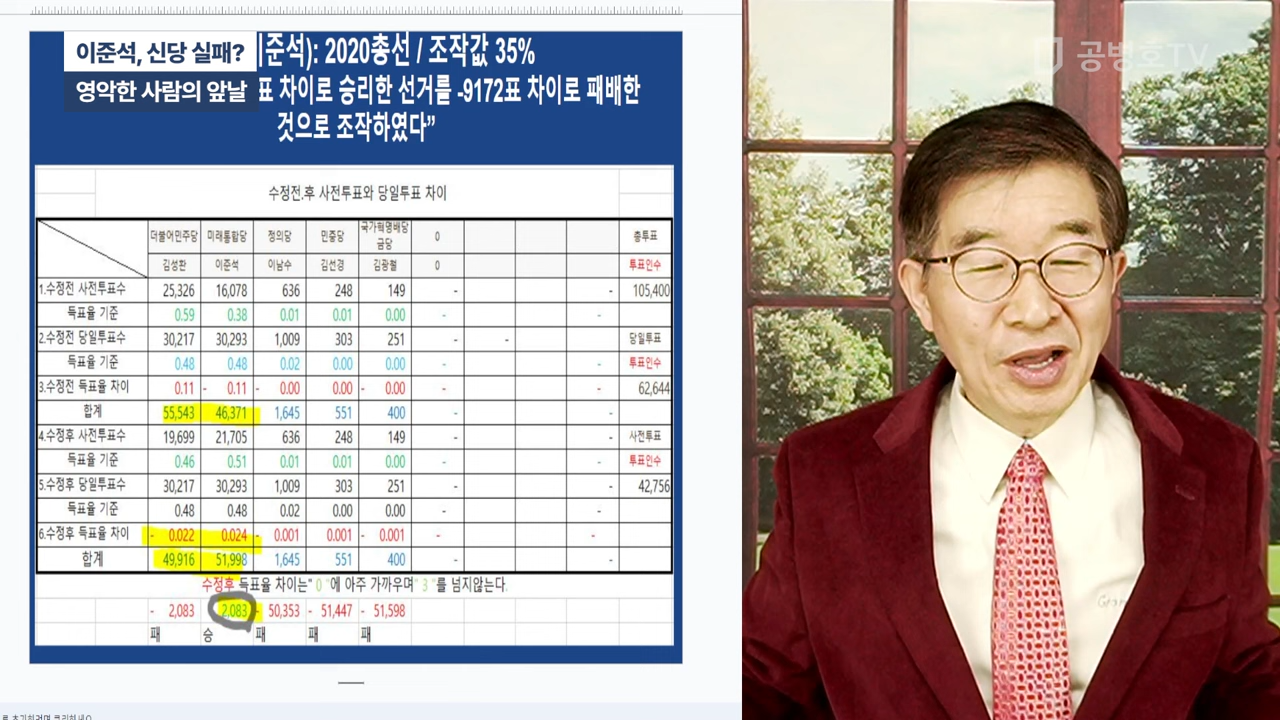 이준석, 신당 실패?
영악한 사람의 앞날
이준석): 2020총선 / 조작값 35%
표 차이로 승리한 선거를 -9172표 차이로 패배한
것으로 조작하였다”
공병호TV
수정전.후 사전투표와 당일투표 차이
더불어민주당 미래통합당 정의당 민중당 국가혁명배당금당 0 총투표
김성환 이준석 이남수 김선경 김광철 0 투표인수
1.수정전 사전투표수 25,326 16,078 636 248 149 - - 105,400
득표율 기준 0.59 0.38 0.01 0.01 0.00 - -
2.수정전 당일투표수 30,217 30,293 1,009 303 251 - - - 당일투표
득표율 기준 0.48 0.48 0.02 0.00 0.00 - - 투표인수
3.수정전 득표율 차이 0.11 - 0.11 - 0.00 0.00 - 0.00 - - 62,644
합계 55,543 46,371 1,645 551 400 - -
4.수정후 사전투표수 19,699 21,705 636 248 149 - - 사전투표
득표율 기준 0.46 0.51 0.01 0.01 0.00 - - 투표인수
5.수정후 당일투표수 30,217 30,293 1,009 303 251 - - 42,756
득표율 기준 0.48 0.48 0.02 0.00 0.00 - -
6.수정후 득표율 차이 - 0.022 0.024 - 0.001 0.001 - 0.001 - -
합계 49,916 51,998 1,645 551 400 - -
수정후 득표율 차이는" 0 "에 아주 가까우며" 3 "를 넘지않는다.
- 2,083 2,083 - 50,353 - 51,447 - 51,598
패 승 패 패 패